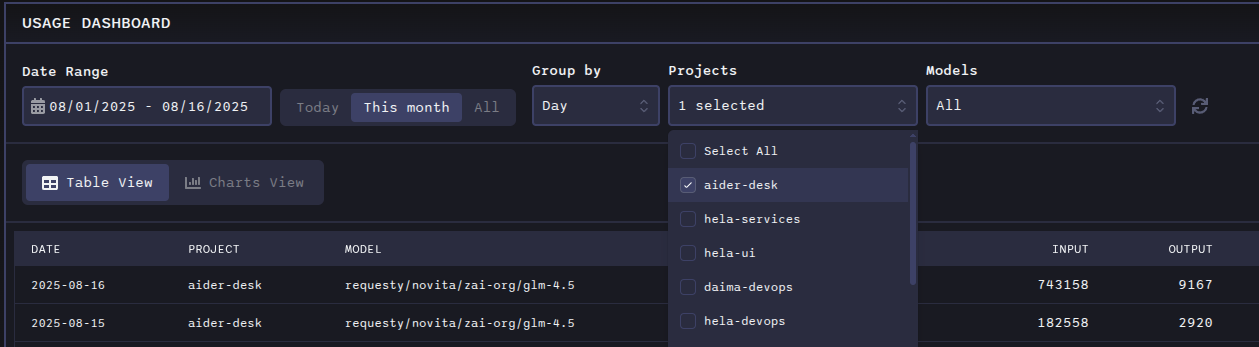 USAGE DASHBOARD
Date Range
Group by
Projects
Models
08/01/2025 - 08/16/2025
Today
This month
All
Day
1 selected
All
Select All
aider-desk
hela-services
hela-ui
daima-devops
hela-devops
Table View
Charts View
DATE PROJECT MODEL INPUT OUTPUT
2025-08-16 aider-desk requesty/novita/zai-org/glm-4.5 743158 9167
2025-08-15 aider-desk requesty/novita/zai-org/glm-4.5 182558 2920